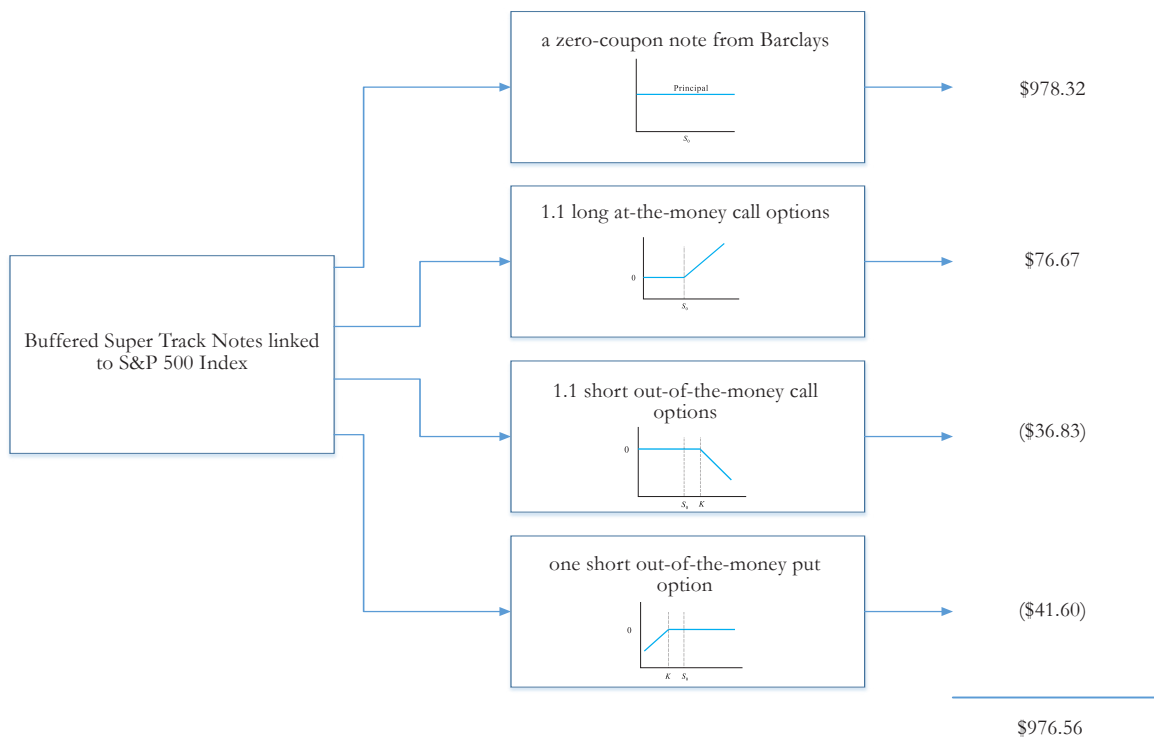 a zero-coupon note from Barclays
Principal
S₀
$978.32
1.1 long at-the-money call options
0
S₀
$76.67
Buffered Super Track Notes linked
to S&P 500 Index
1.1 short out-of-the-money call
options
0
S₀ K
($36.83)
one short out-of-the-money put
option
0
K S₀
($41.60)
$976.56